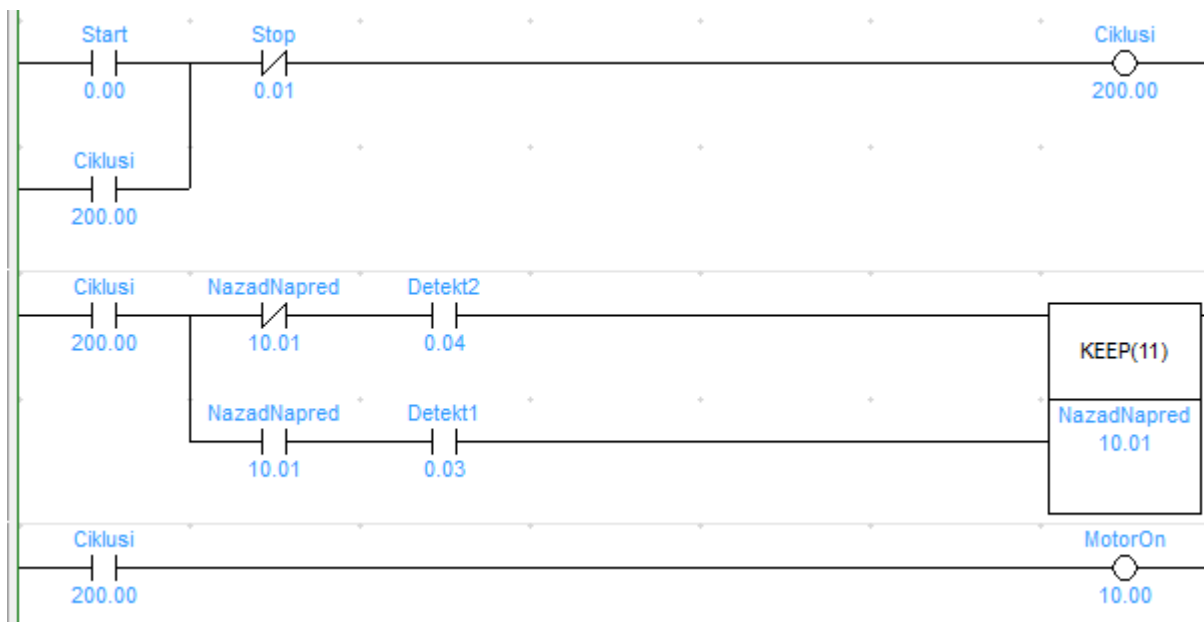 Start Stop Ciklusi
0.00 0.01 200.00
Ciklusi
200.00
Ciklusi NazadNapred Detekt2
200.00 10.01 0.04 KEEP(11)
NazadNapred Detekt1 NazadNapred
10.01 0.03 10.01
Ciklusi MotorOn
200.00 10.00